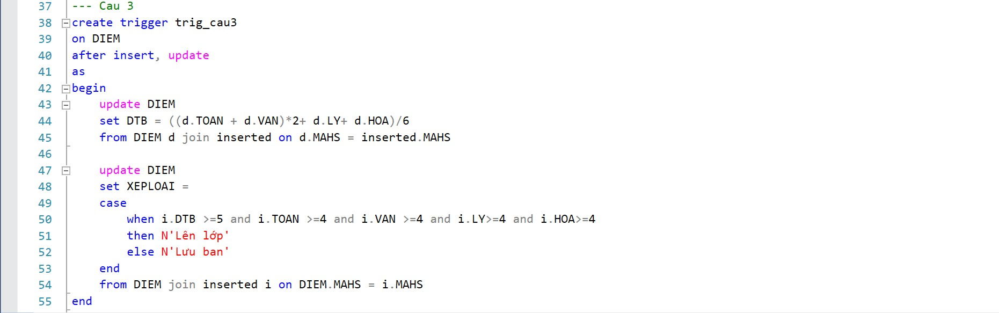 37 --- Cau 3
38 create trigger trig_cau3
39 on DIEM
40 after insert, update
41 as
42 begin
43     update DIEM
44     set DTB = ((d.TOAN + d.VAN)*2+ d.LY+ d.HOA)/6
45     from DIEM d join inserted on d.MAHS = inserted.MAHS
46
47     update DIEM
48     set XEPLOAI =
49     case
50         when i.DTB >=5 and i.TOAN >=4 and i.VAN >=4 and i.LY>=4 and i.HOA>=4
51         then N'Lên lớp'
52         else N'Lưu ban'
53     end
54     from DIEM join inserted i on DIEM.MAHS = i.MAHS
55 end